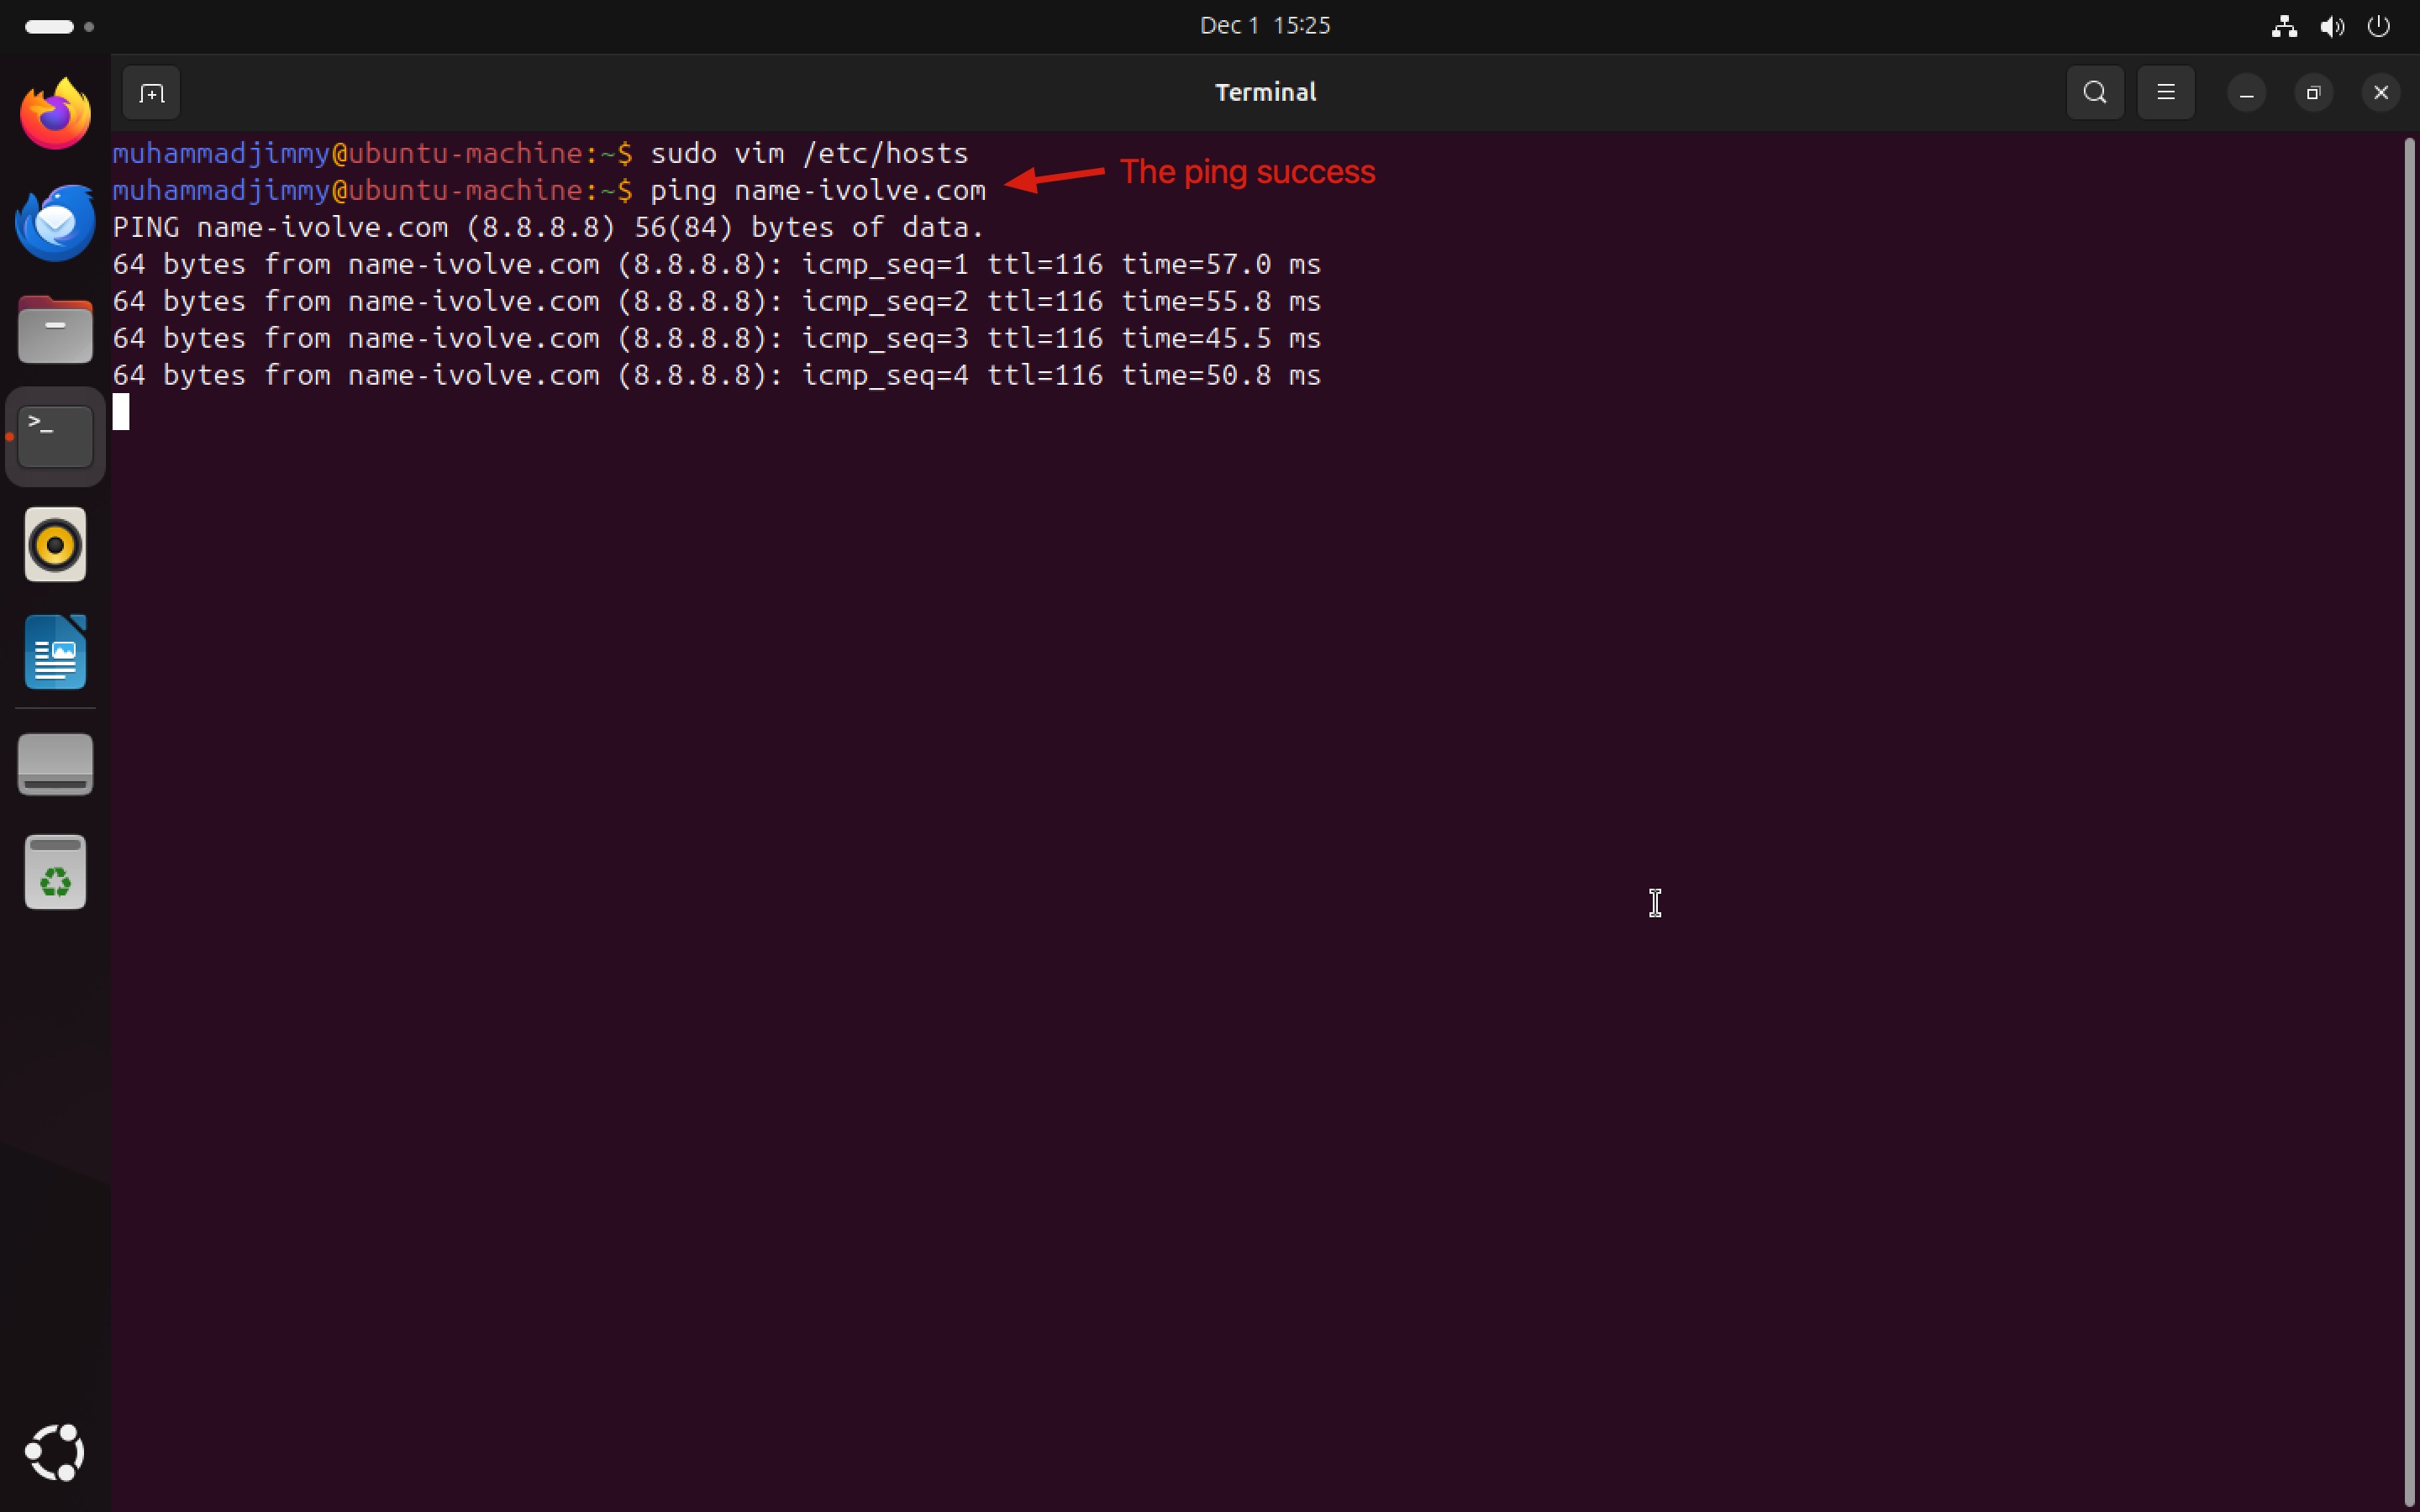 Dec 1 15:25
Terminal
muhammadjimmy@ubuntu-machine:~$ sudo vim /etc/hosts
muhammadjimmy@ubuntu-machine:~$ ping name-ivolve.com
The ping success
PING name-ivolve.com (8.8.8.8) 56(84) bytes of data.
64 bytes from name-ivolve.com (8.8.8.8): icmp_seq=1 ttl=116 time=57.0 ms
64 bytes from name-ivolve.com (8.8.8.8): icmp_seq=2 ttl=116 time=55.8 ms
64 bytes from name-ivolve.com (8.8.8.8): icmp_seq=3 ttl=116 time=45.5 ms
64 bytes from name-ivolve.com (8.8.8.8): icmp_seq=4 ttl=116 time=50.8 ms